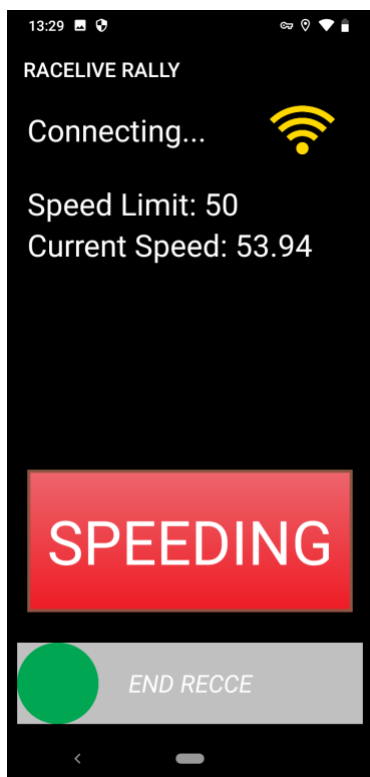 13:29
RACELIVE RALLY
Connecting...
Speed Limit: 50
Current Speed: 53.94
SPEEDING
END RECCE